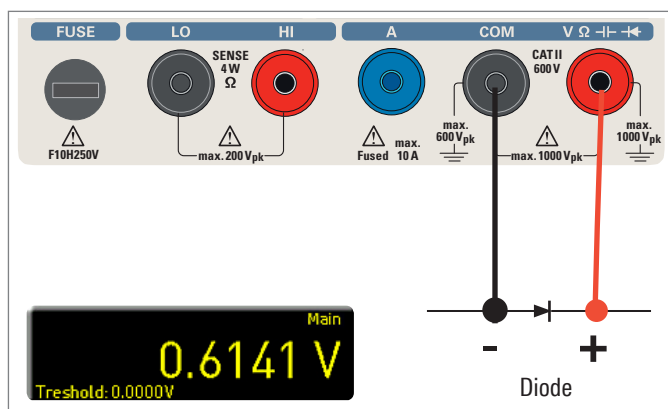 FUSE LO HI A COM V Ω
SENSE
4 W
Ω
CAT II
600 V
max.
600 Vpk
max.
1000 Vpk
F10H250V
max. 200 Vpk
max.
Fused 10 A
max. 1000 Vpk
Main
0.6141 V
Treshold: 0.0000V
- +
Diode